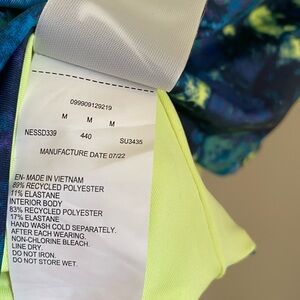 099909129219
M M M
NESSD339 440 SU3435
MANUFACTURE DATE 07/22
EN- MADE IN VIETNAM
89% RECYCLED POLYESTER
11% ELASTANE
INTERIOR BODY
83% RECYCLED POLYESTER
17% ELASTANE
HAND WASH COLD SEPARATELY.
AFTER EACH WEARING.
NON-CHLORINE BLEACH.
LINE DRY.
DO NOT IRON.
DO NOT STORE WET.